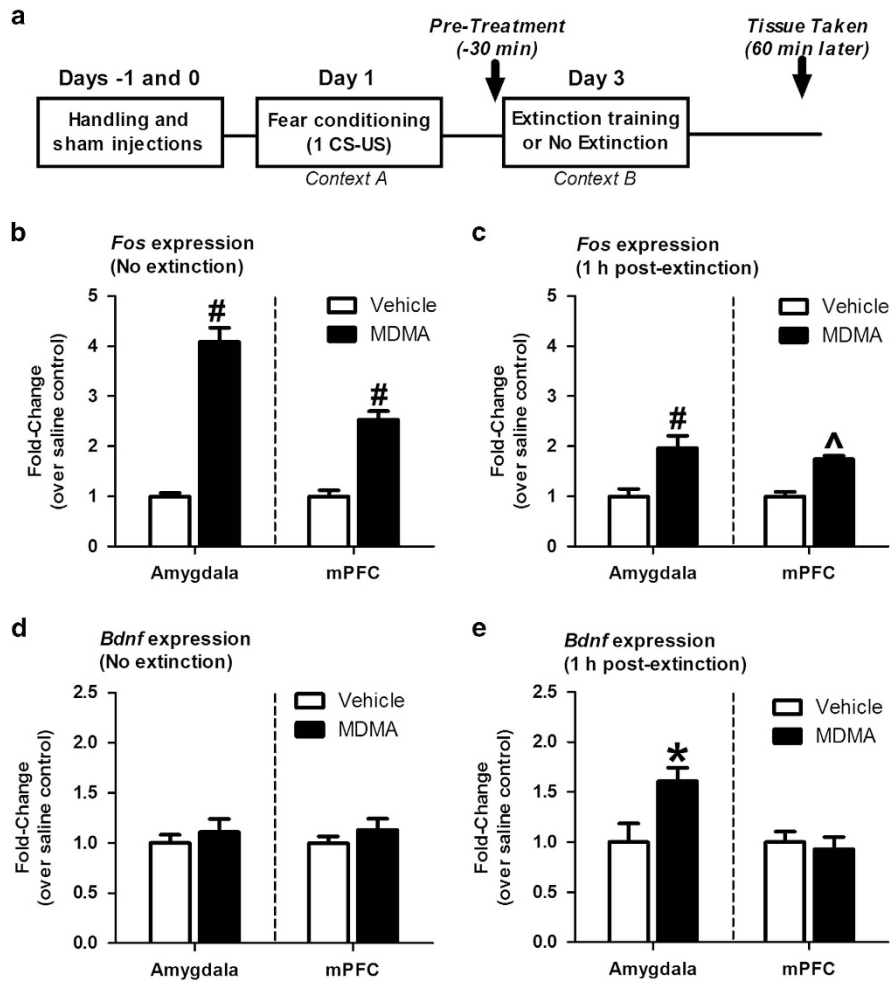 a
Pre-Treatment
(-30 min)
Tissue Taken
(60 min later)
Days -1 and 0
Day 1
Day 3
Handling and
sham injections
Fear conditioning
(1 CS-US)
Extinction training
or No Extinction
Context A
Context B
b
Fos expression
(No extinction)
Fold-Change
(over saline control)
5
4
3
2
1
0
#
#
Vehicle
MDMA
Amygdala
mPFC
c
Fos expression
(1 h post-extinction)
Fold-Change
(over saline control)
5
4
3
2
1
0
#
^
Vehicle
MDMA
Amygdala
mPFC
d
Bdnf expression
(No extinction)
Fold-Change
(over saline control)
2.5
2.0
1.5
1.0
0.5
0.0
Vehicle
MDMA
Amygdala
mPFC
e
Bdnf expression
(1 h post-extinction)
Fold-Change
(over saline control)
2.5
2.0
1.5
1.0
0.5
0.0
*
Vehicle
MDMA
Amygdala
mPFC